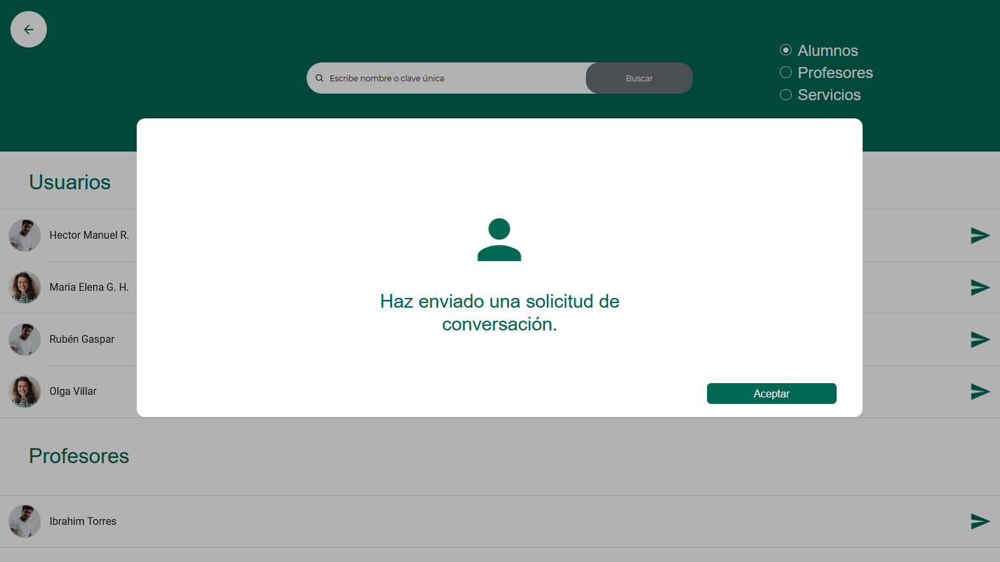 Alumnos
Profesores
Servicios
Escribe nombre o clave única
Buscar
Usuarios
Hector Manuel R.
Maria Elena G. H.
Rubén Gaspar
Olga Villar
Haz enviado una solicitud de
conversación.
Aceptar
Profesores
Ibrahim Torres